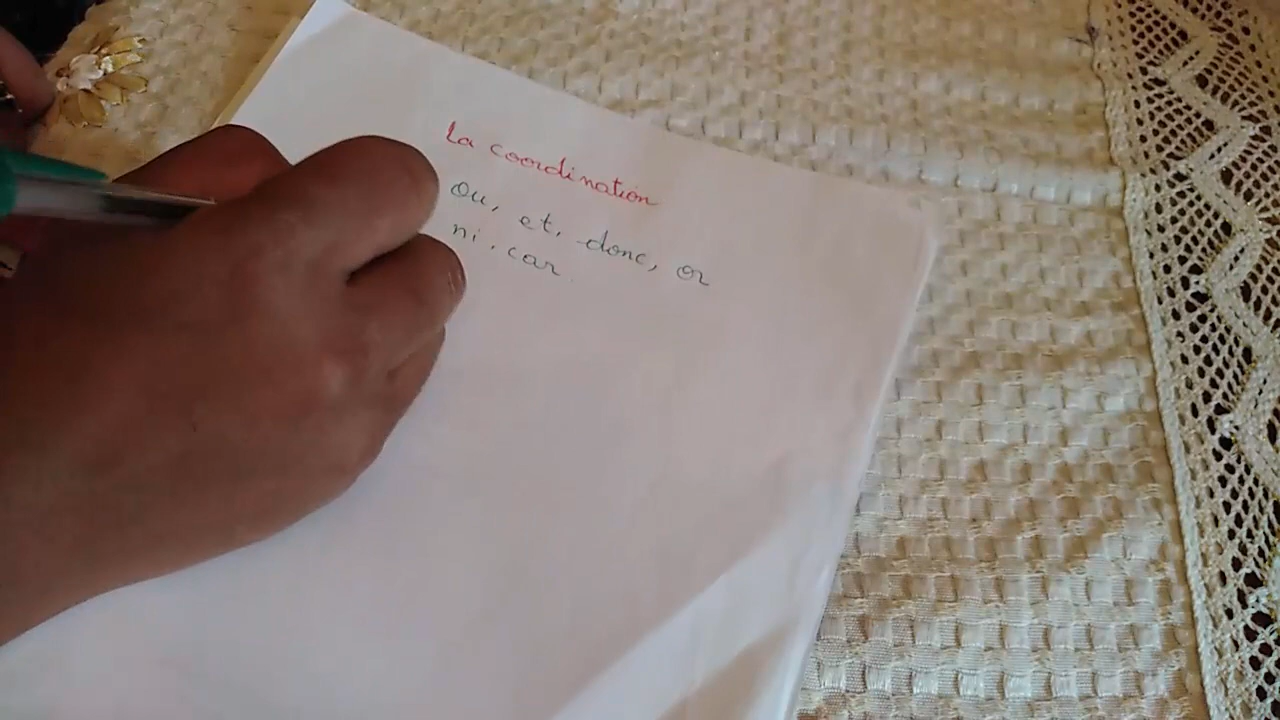 La coordination
ou, et, donc, or
ni, car